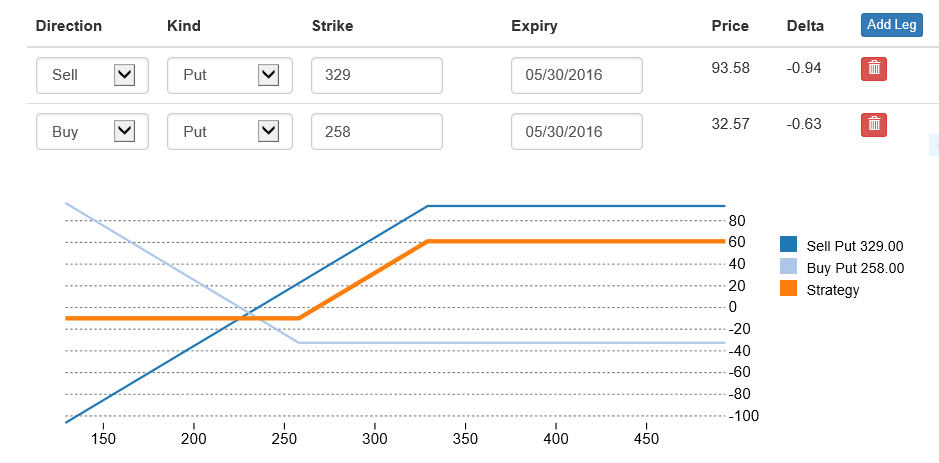 Direction Kind Strike Expiry Price Delta Add Leg
Sell Put 329 05/30/2016 93.58 -0.94
Buy Put 258 05/30/2016 32.57 -0.63
80
60
40
20
0
-20
-40
-60
-80
-100
150 200 250 300 350 400 450
Sell Put 329.00
Buy Put 258.00
Strategy